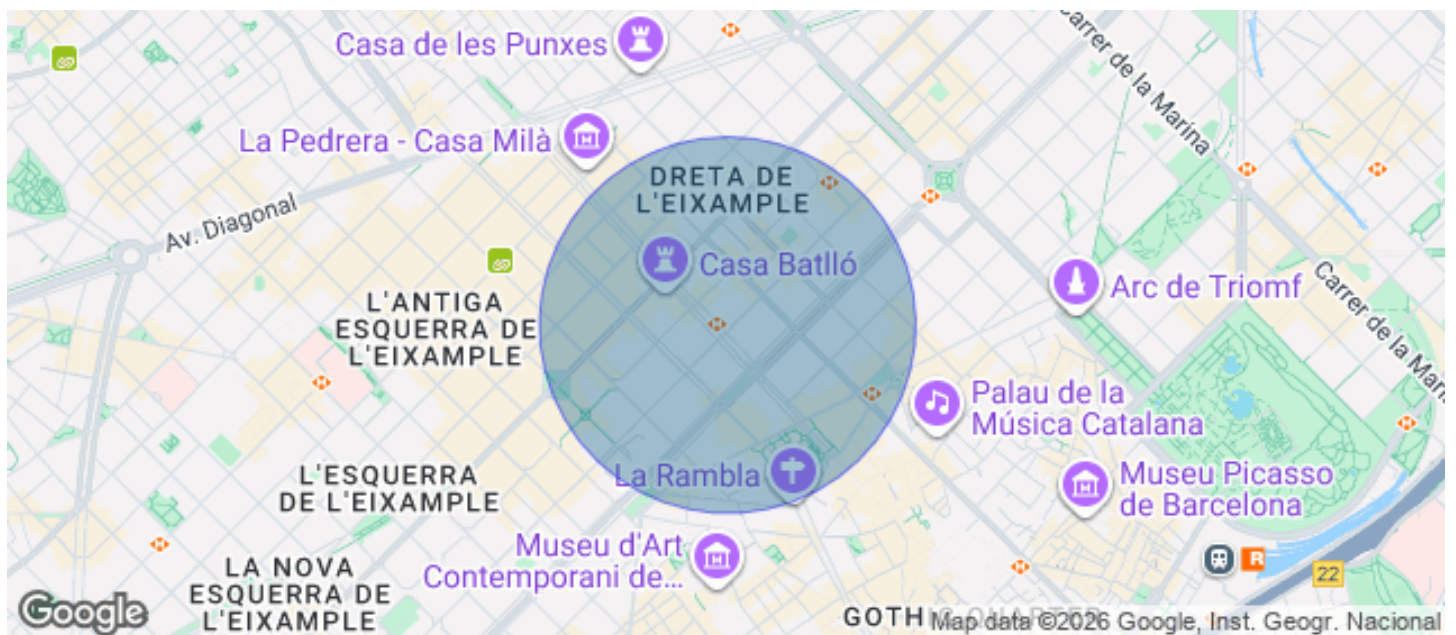 Casa de les Punxes
Carrer de la Marina
La Pedrera - Casa Milà
DRETA DE
L'EIXAMPLE
Av. Diagonal
Casa Batlló
Arc de Triomf
Carrer de la Mari
L'ANTIGA
ESQUERRA DE
L'EIXAMPLE
Palau de la
Música Catalana
L'ESQUERRA
DE L'EIXAMPLE
La Rambla
Museu Picasso
de Barcelona
Museu d'Art
Contemporani de...
R
22
LA NOVA
ESQUERRA DE
L'EIXAMPLE
Google
GOTHIC QUARTER
Map data ©2026 Google, Inst. Geogr. Nacional